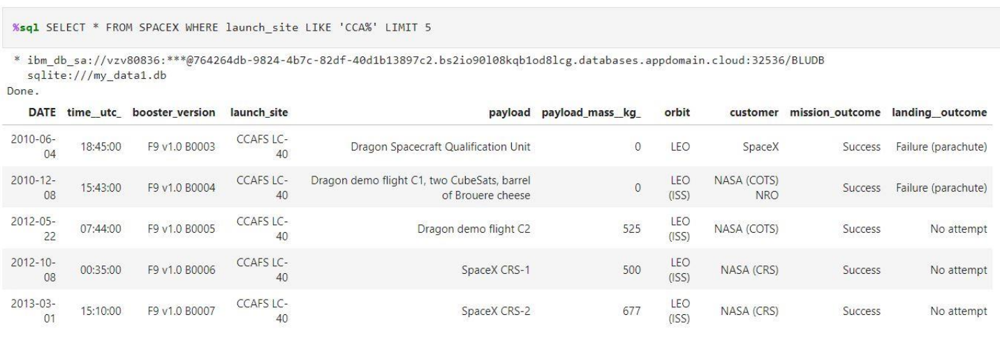 %sql SELECT * FROM SPACEX WHERE launch_site LIKE 'CCA%' LIMIT 5
* ibm_db_sa://vzv80836:***@764264db-9824-4b7c-82df-40d1b13897c2.bs2io90l08kqb1od8lcg.databases.appdomain.cloud:32536/BLUDB
sqlite:///my_data1.db
Done.
DATE time__utc_ booster_version launch_site payload payload_mass__kg_ orbit customer mission_outcome landing__outcome
2010-06-04 18:45:00 F9 v1.0 B0003 CCAFS LC-40 Dragon Spacecraft Qualification Unit 0 LEO SpaceX Success Failure (parachute)
2010-12-08 15:43:00 F9 v1.0 B0004 CCAFS LC-40 Dragon demo flight C1, two CubeSats, barrel of Brouere cheese 0 LEO (ISS) NASA (COTS) NRO Success Failure (parachute)
2012-05-22 07:44:00 F9 v1.0 B0005 CCAFS LC-40 Dragon demo flight C2 525 LEO (ISS) NASA (COTS) Success No attempt
2012-10-08 00:35:00 F9 v1.0 B0006 CCAFS LC-40 SpaceX CRS-1 500 LEO (ISS) NASA (CRS) Success No attempt
2013-03-01 15:10:00 F9 v1.0 B0007 CCAFS LC-40 SpaceX CRS-2 677 LEO (ISS) NASA (CRS) Success No attempt